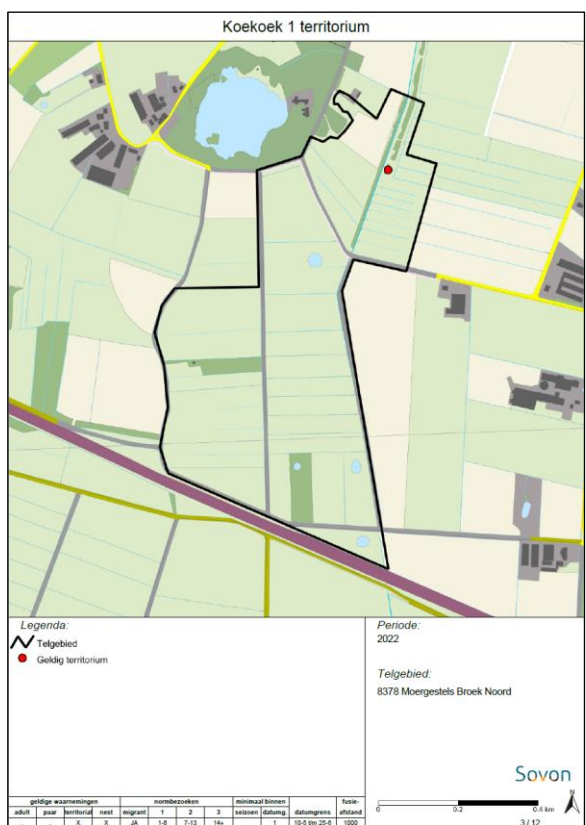 Koekoek 1 territorium
Legenda:
Telgebied
Geldig territorium
Periode:
2022
Telgebied:
8378 Moergestels Broek Noord
Sovon
geldige waarnemingen normbezoeken minimaal binnen fusie-
adult paar territoriaal nest migrant 1 2 3 seizoen datumg. datumgrens afstand
- - X X JA 1-6 7-13 14+ 1 10-5 t/m 25-6 1000
0 0.2 0.4 km
N
3 / 12